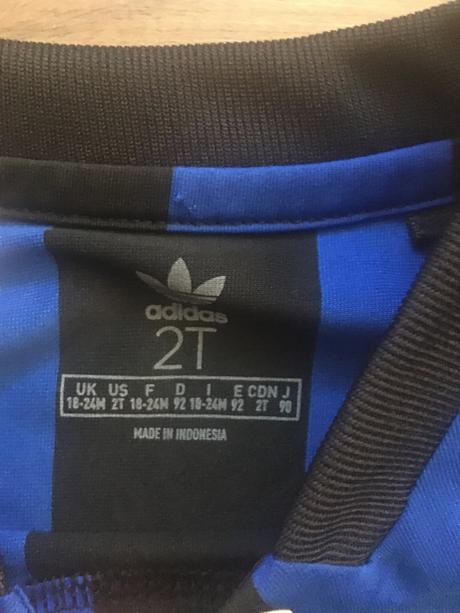 adidas
2T
UK US F D I E CDN J
18-24M 2T 18-24M 92 18-24M 92 2T 90
MADE IN INDONESIA